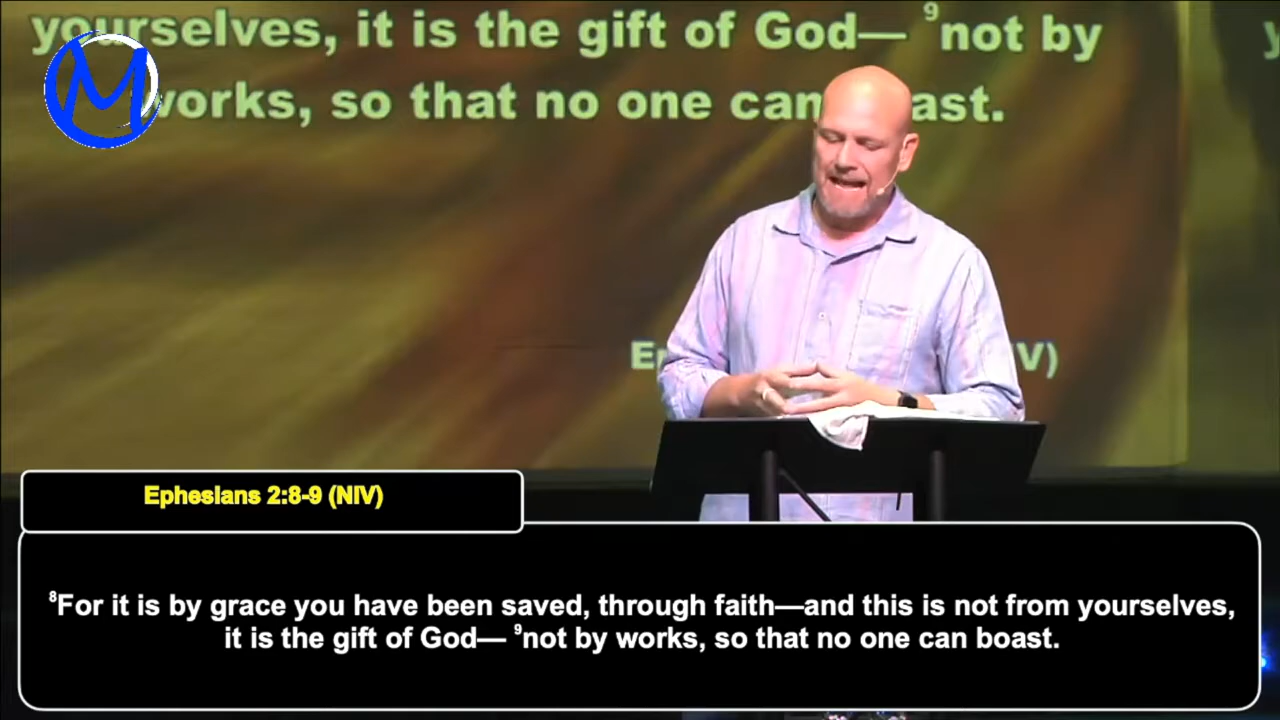 yourselves, it is the gift of God— ⁹not by
works, so that no one can boast.
M
V)
Ephesians 2:8-9 (NIV)
⁸For it is by grace you have been saved, through faith—and this is not from yourselves,
it is the gift of God— ⁹not by works, so that no one can boast.